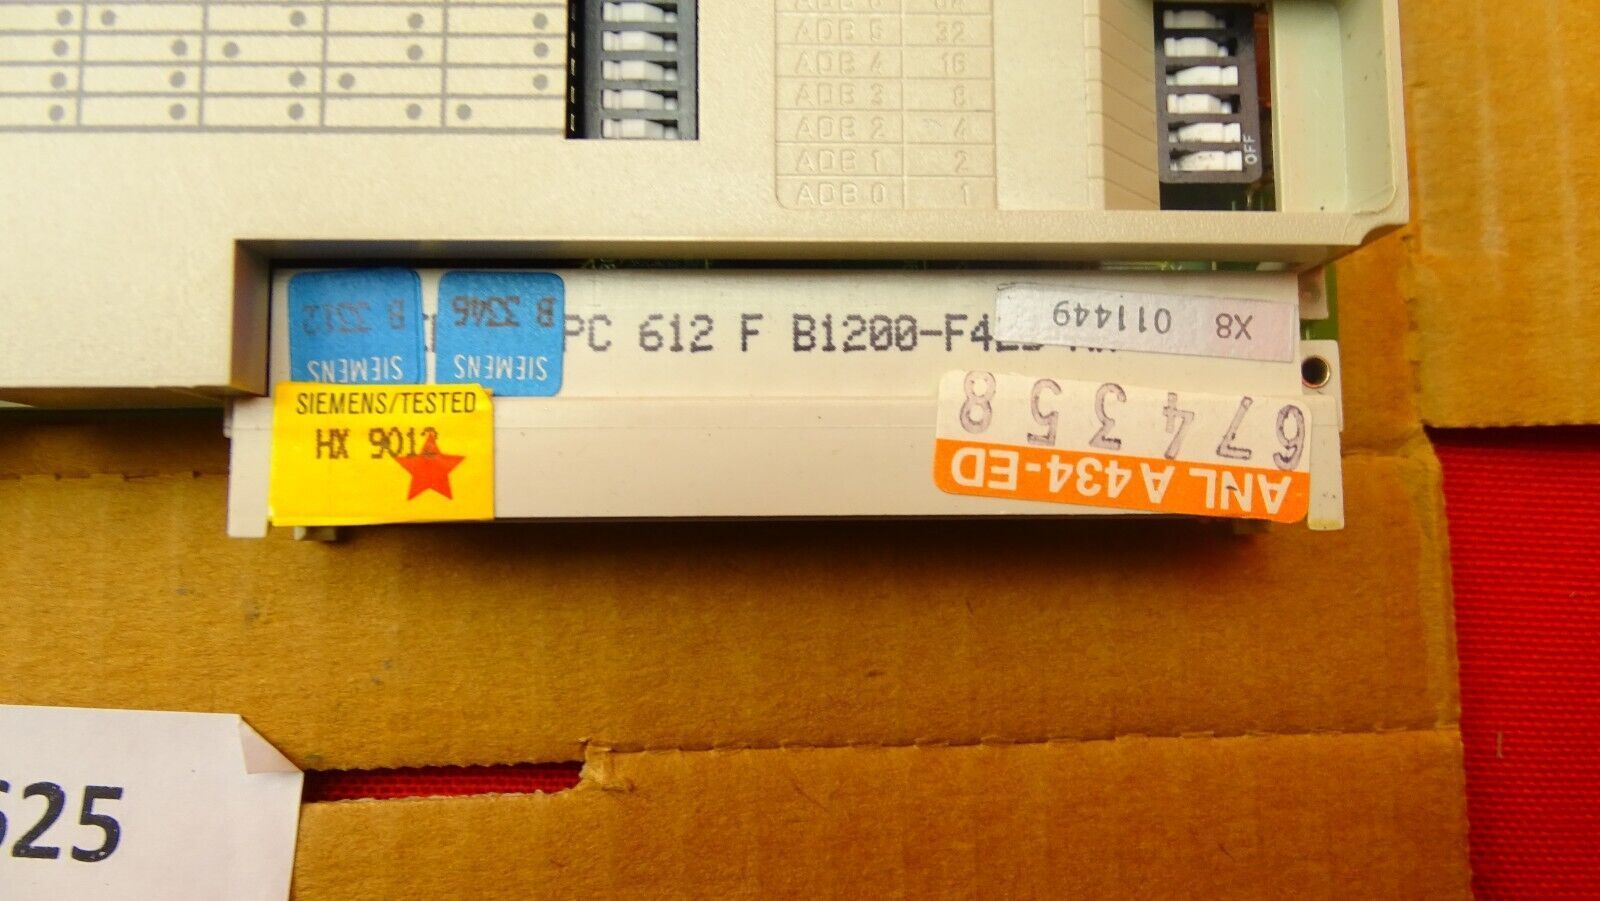 ADB 5 32
ADB 4 16
ADB 3 8
ADB 2 4
ADB 1 2
ADB 0 1
OFF
B 3312
SIEMENS
B 3346
SIEMENS
PC 612 F B1200-F4
X8 011449
SIEMENS/TESTED
HX 9012
674358
ANL A434-ED
625